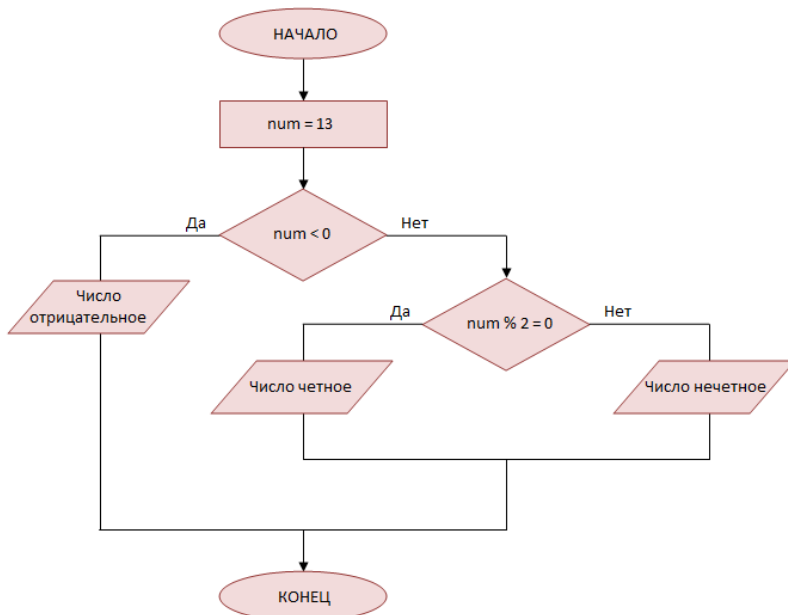 НАЧАЛО
num = 13
num < 0
Да
Нет
Число
отрицательное
num % 2 = 0
Да
Нет
Число четное
Число нечетное
КОНЕЦ